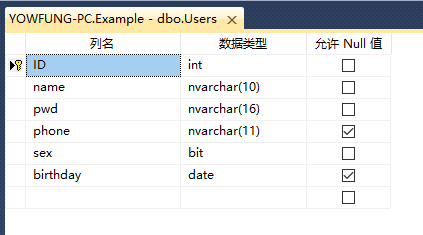 YOWFUNG-PC.Example - dbo.Users
列名 数据类型 允许 Null 值
ID int
name nvarchar(10)
pwd nvarchar(16)
phone nvarchar(11)
sex bit
birthday date